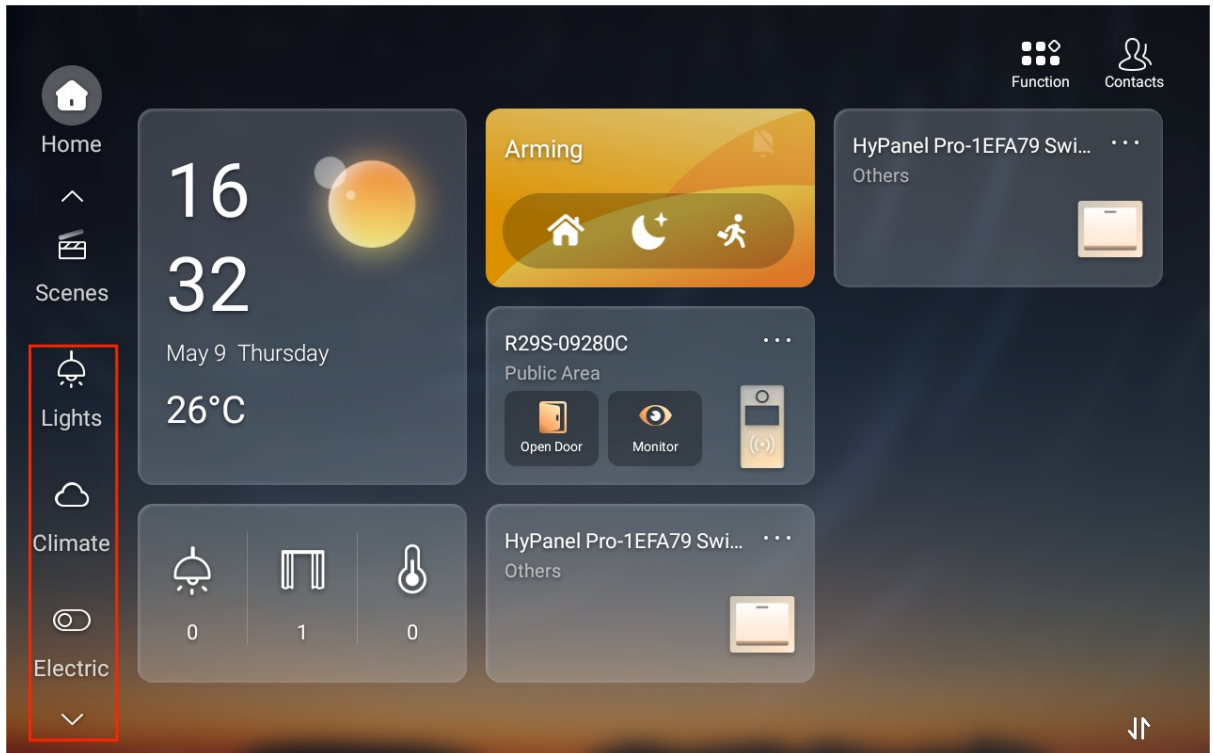 Function
Contacts
Home
Scenes
Lights
Climate
Electric
16
32
May 9 Thursday
26°C
0
1
0
Arming
R29S-09280C
Public Area
Open Door
Monitor
HyPanel Pro-1EFA79 Swi...
Others
HyPanel Pro-1EFA79 Swi...
Others